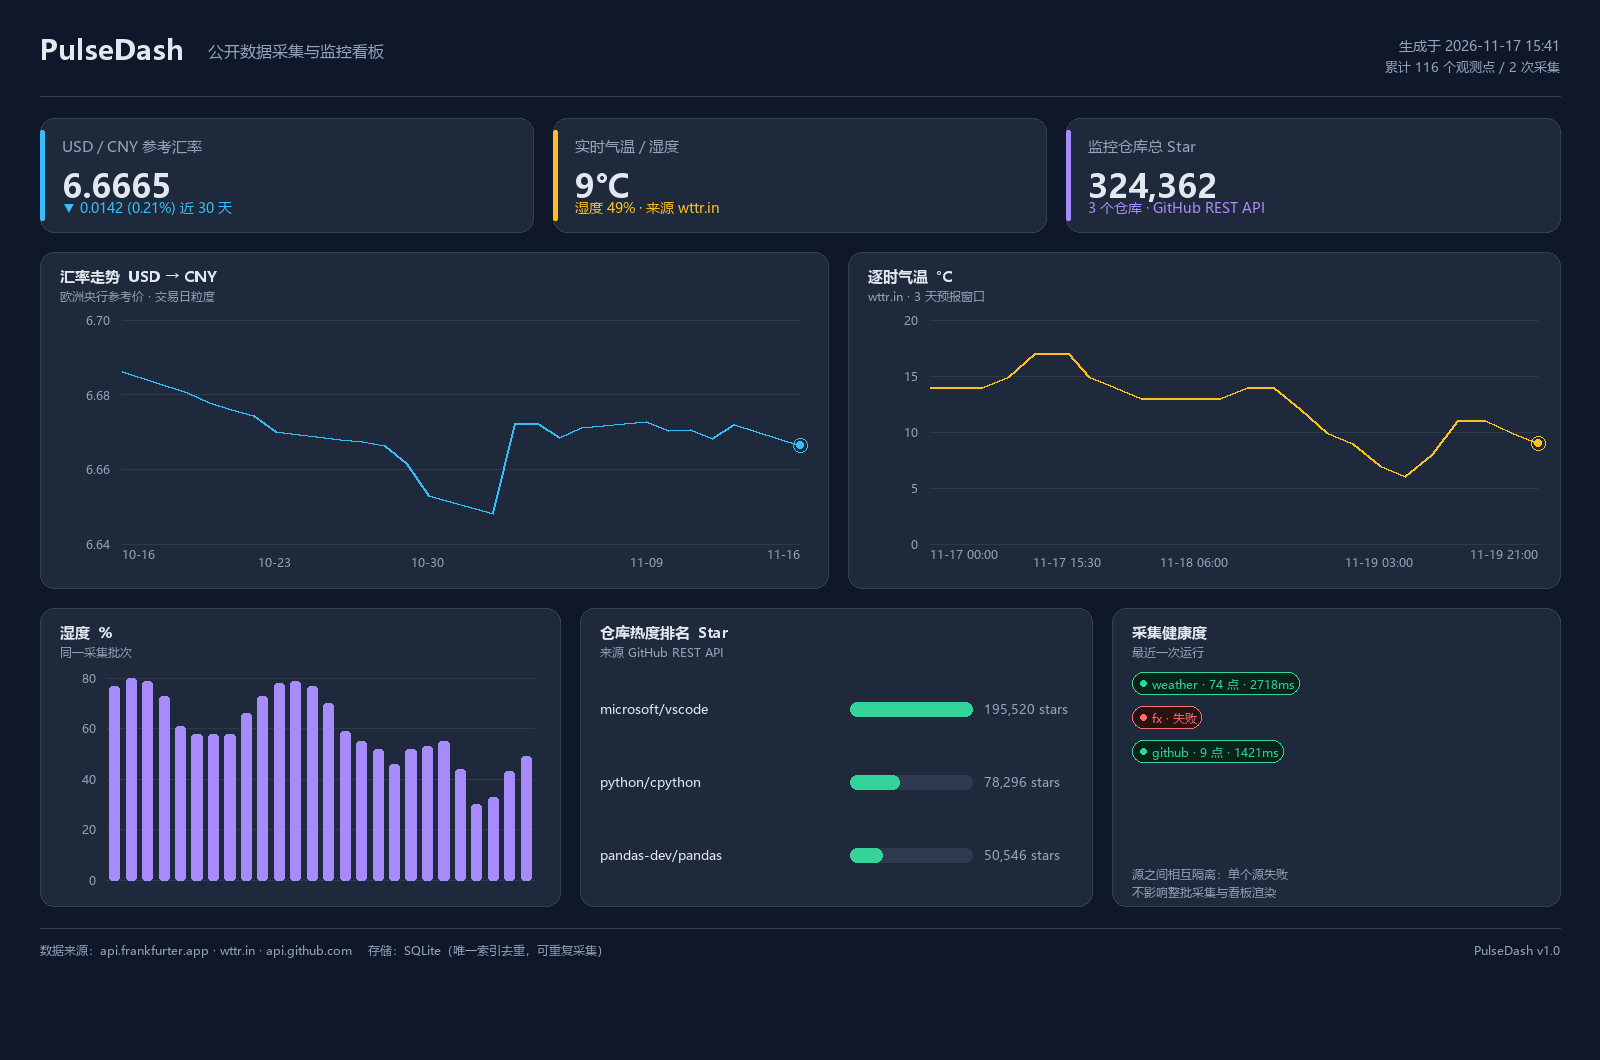 PulseDash 公开数据采集与监控看板
生成于 2026-11-17 15:41
累计 116 个观测点 / 2 次采集
USD / CNY 参考汇率
6.6665
▼ 0.0142 (0.21%) 近 30 天
实时气温 / 湿度
9°C
湿度 49% · 来源 wttr.in
监控仓库总 Star
324,362
3 个仓库 · GitHub REST API
汇率走势 USD → CNY
欧洲央行参考价 · 交易日粒度
6.70
6.68
6.66
6.64
10-16
10-23
10-30
11-09
11-16
逐时气温 °C
wttr.in · 3 天预报窗口
20
15
10
5
0
11-17 00:00
11-17 15:30
11-18 06:00
11-19 03:00
11-19 21:00
湿度 %
同一采集批次
80
60
40
20
0
仓库热度排名 Star
来源 GitHub REST API
microsoft/vscode 195,520 stars
python/cpython 78,296 stars
pandas-dev/pandas 50,546 stars
采集健康度
最近一次运行
weather · 74 点 · 2718ms
fx · 失败
github · 9 点 · 1421ms
源之间相互隔离：单个源失败
不影响整批采集与看板渲染
数据来源：api.frankfurter.app · wttr.in · api.github.com 存储：SQLite（唯一索引去重，可重复采集）
PulseDash v1.0